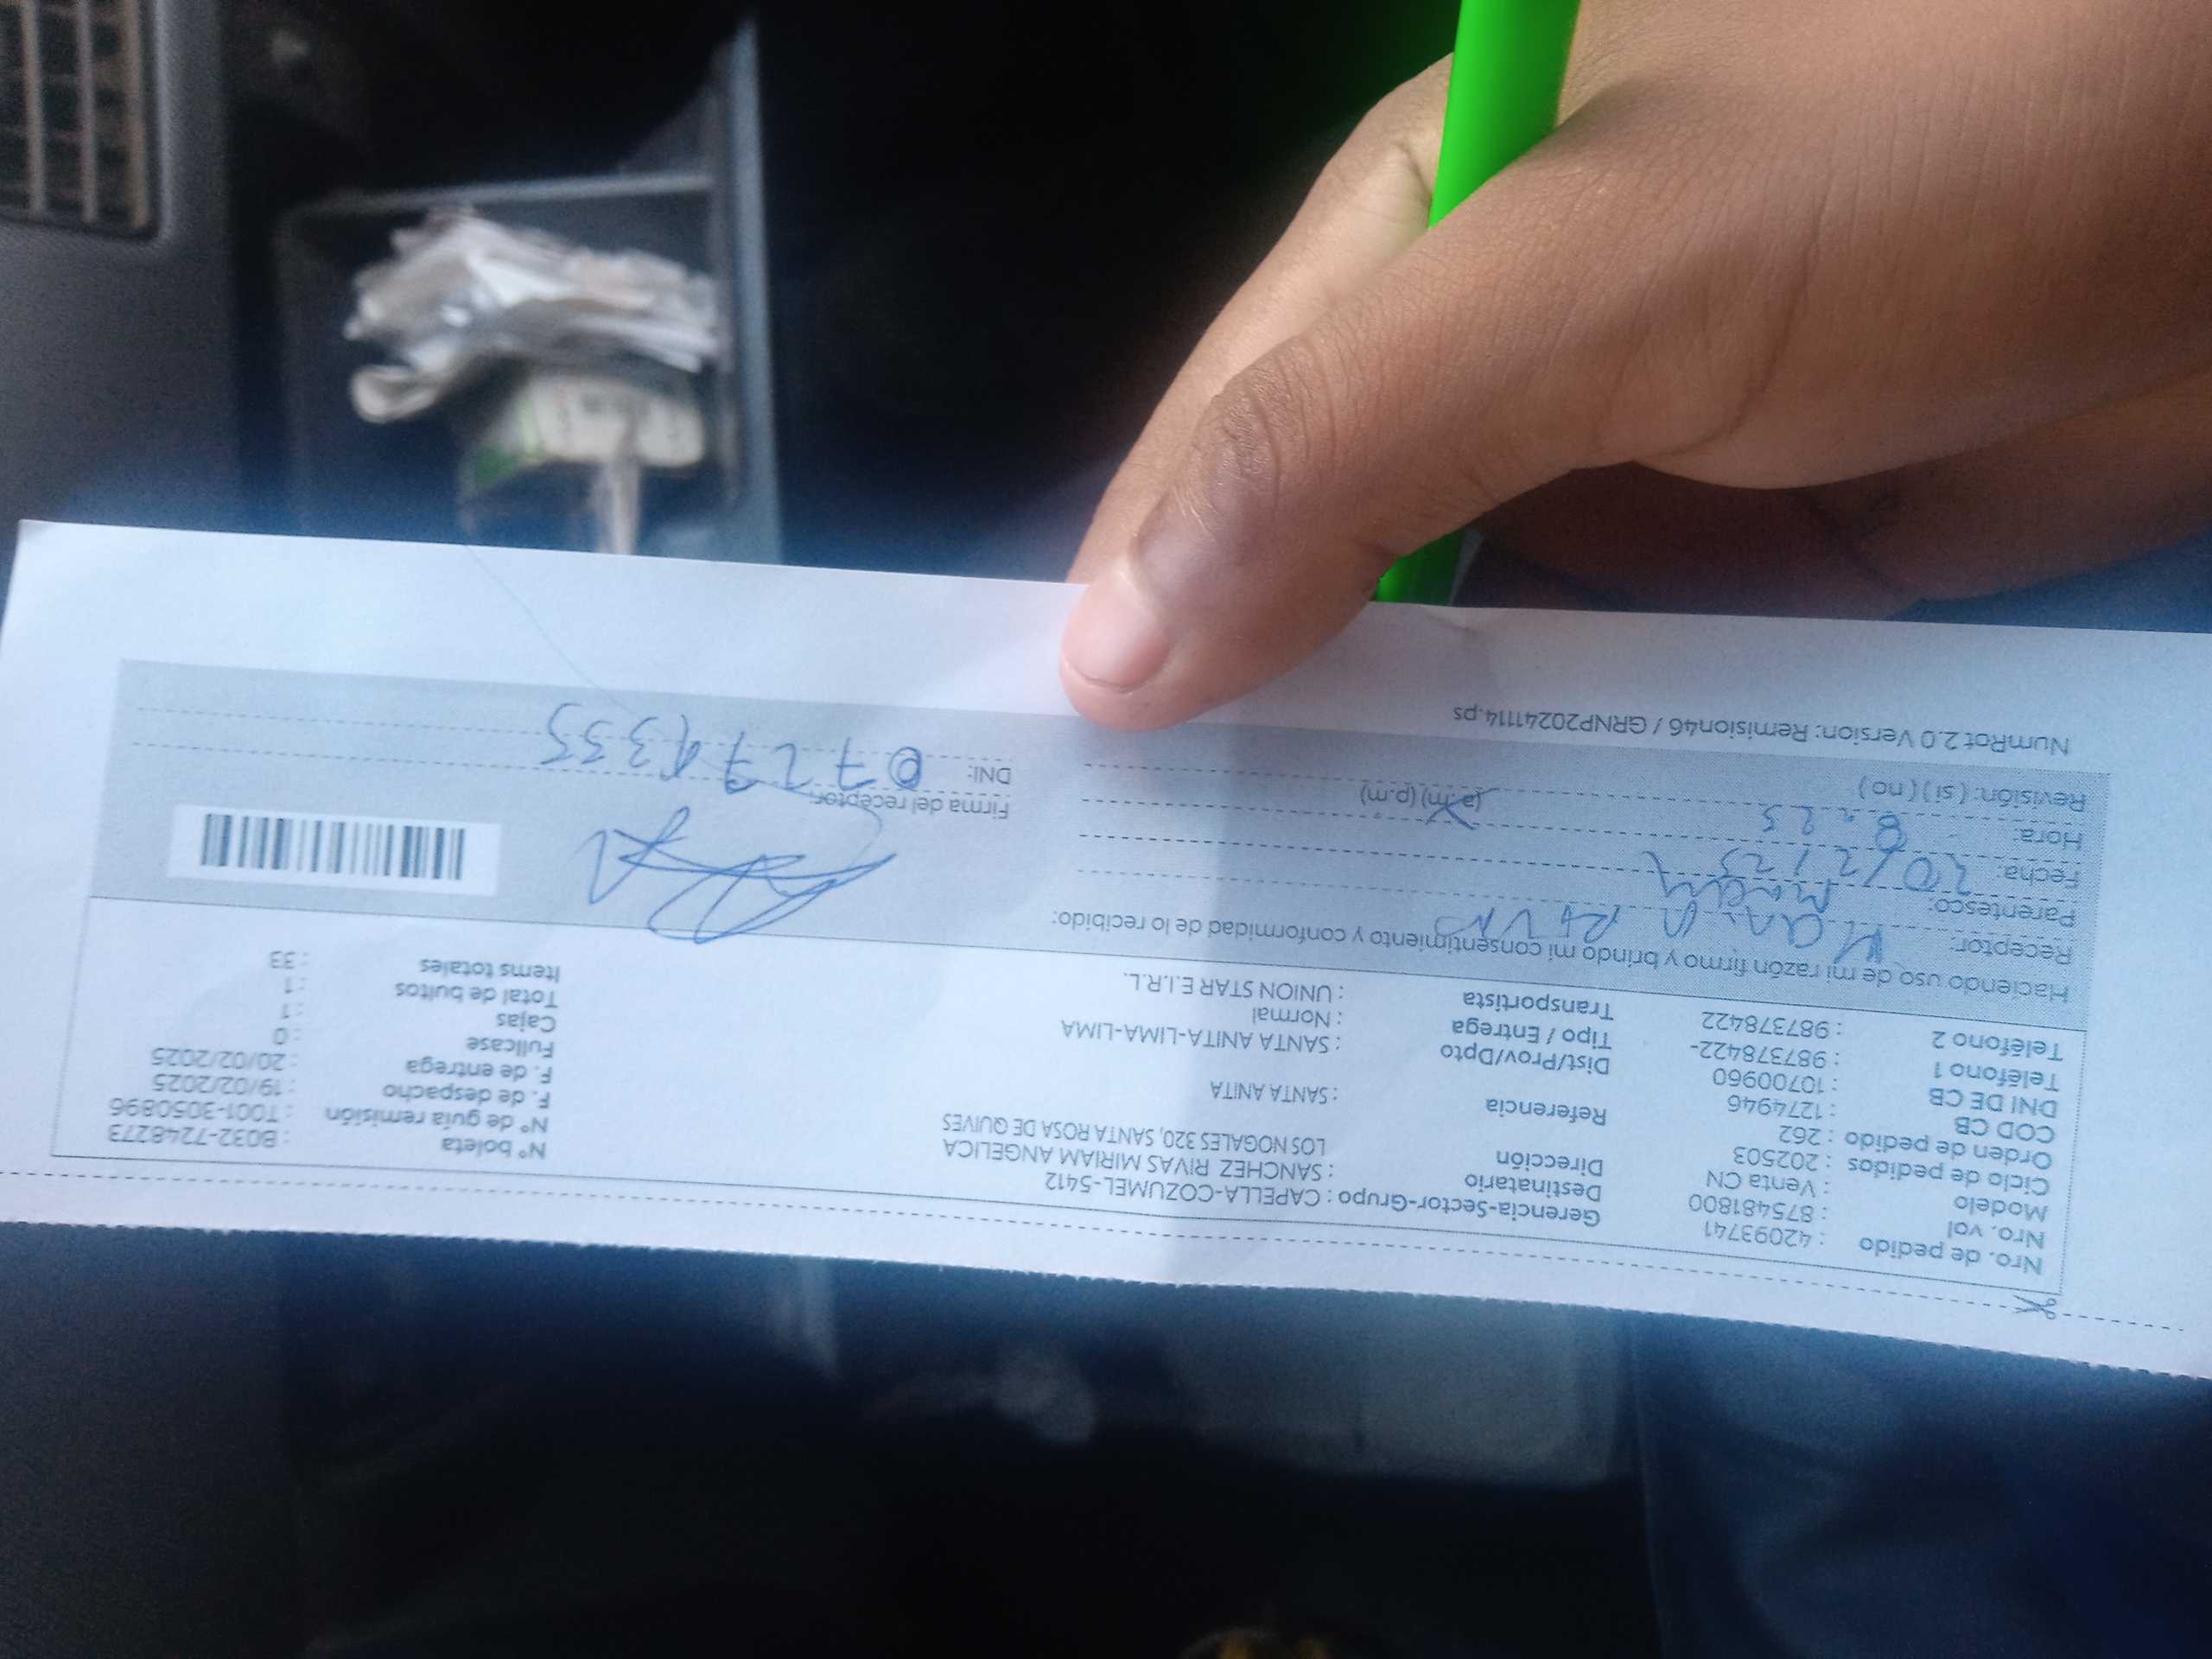 Nro. de pedido : 42093741
Nro. vol : 875481800
Modelo : Venta CN
Ciclo de pedidos : 202503
Orden de pedido : 262
COD CB : 1274946
DNI DE CB : 10700960
Teléfono 1 : 987378422-
Teléfono 2 : 987378422
Gerencia-Sector-Grupo : CAPELLA-COZUMEL-5412
Destinatario : SANCHEZ RIVAS MIRIAM ANGELICA
Dirección LOS NOGALES 320, SANTA ROSA DE QUIVES
Referencia : SANTA ANITA
Dist/Prov/Dpto : SANTA ANITA-LIMA-LIMA
Tipo / Entrega : Normal
Transportista : UNION STAR E.I.R.L.
N° boleta : B032-7248273
N° de guía remisión : T001-3050896
F. de despacho : 19/02/2025
F. de entrega : 20/02/2025
Fullcase : 0
Cajas : 1
Total de bultos : 1
Items totales : 33
Haciendo uso de mi razón firmo y brindo mi consentimiento y conformidad de lo recibido:
Receptor:
Parentesco:
Fecha: 20/2/25
Hora: 8:25 (a.m) (p.m)
Revisión: (si) (no)
Firma del receptor:
DNI:
NumRot 2.0 Version: Remision46 / GRNP20241114.ps